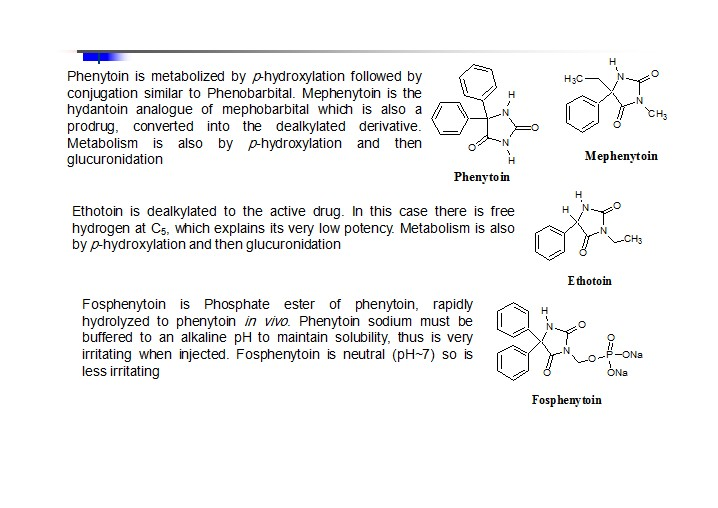 Phenytoin is metabolized by p-hydroxylation followed by
conjugation similar to Phenobarbital. Mephenytoin is the
hydantoin analogue of mephobarbital which is also a
prodrug, converted into the dealkylated derivative.
Metabolism is also by p-hydroxylation and then
glucuronidation
H
N
O
N
O
H
Phenytoin
H
H3C
N
O
N
CH3
O
Mephenytoin
Ethotoin is dealkylated to the active drug. In this case there is free
hydrogen at C5, which explains its very low potency. Metabolism is also
by p-hydroxylation and then glucuronidation
H
H
N
O
N
CH3
O
Ethotoin
Fosphenytoin is Phosphate ester of phenytoin, rapidly
hydrolyzed to phenytoin in vivo. Phenytoin sodium must be
buffered to an alkaline pH to maintain solubility, thus is very
irritating when injected. Fosphenytoin is neutral (pH~7) so is
less irritating
H
N
O
N
O
O
O
P
ONa
ONa
Fosphenytoin